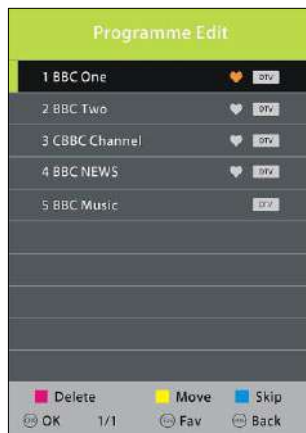 Programme Edit
1 BBC One DTV
2 BBC Two DTV
3 CBBC Channel DTV
4 BBC NEWS DTV
5 BBC Music DTV
Delete Move Skip
OK 1/1 Fav Back